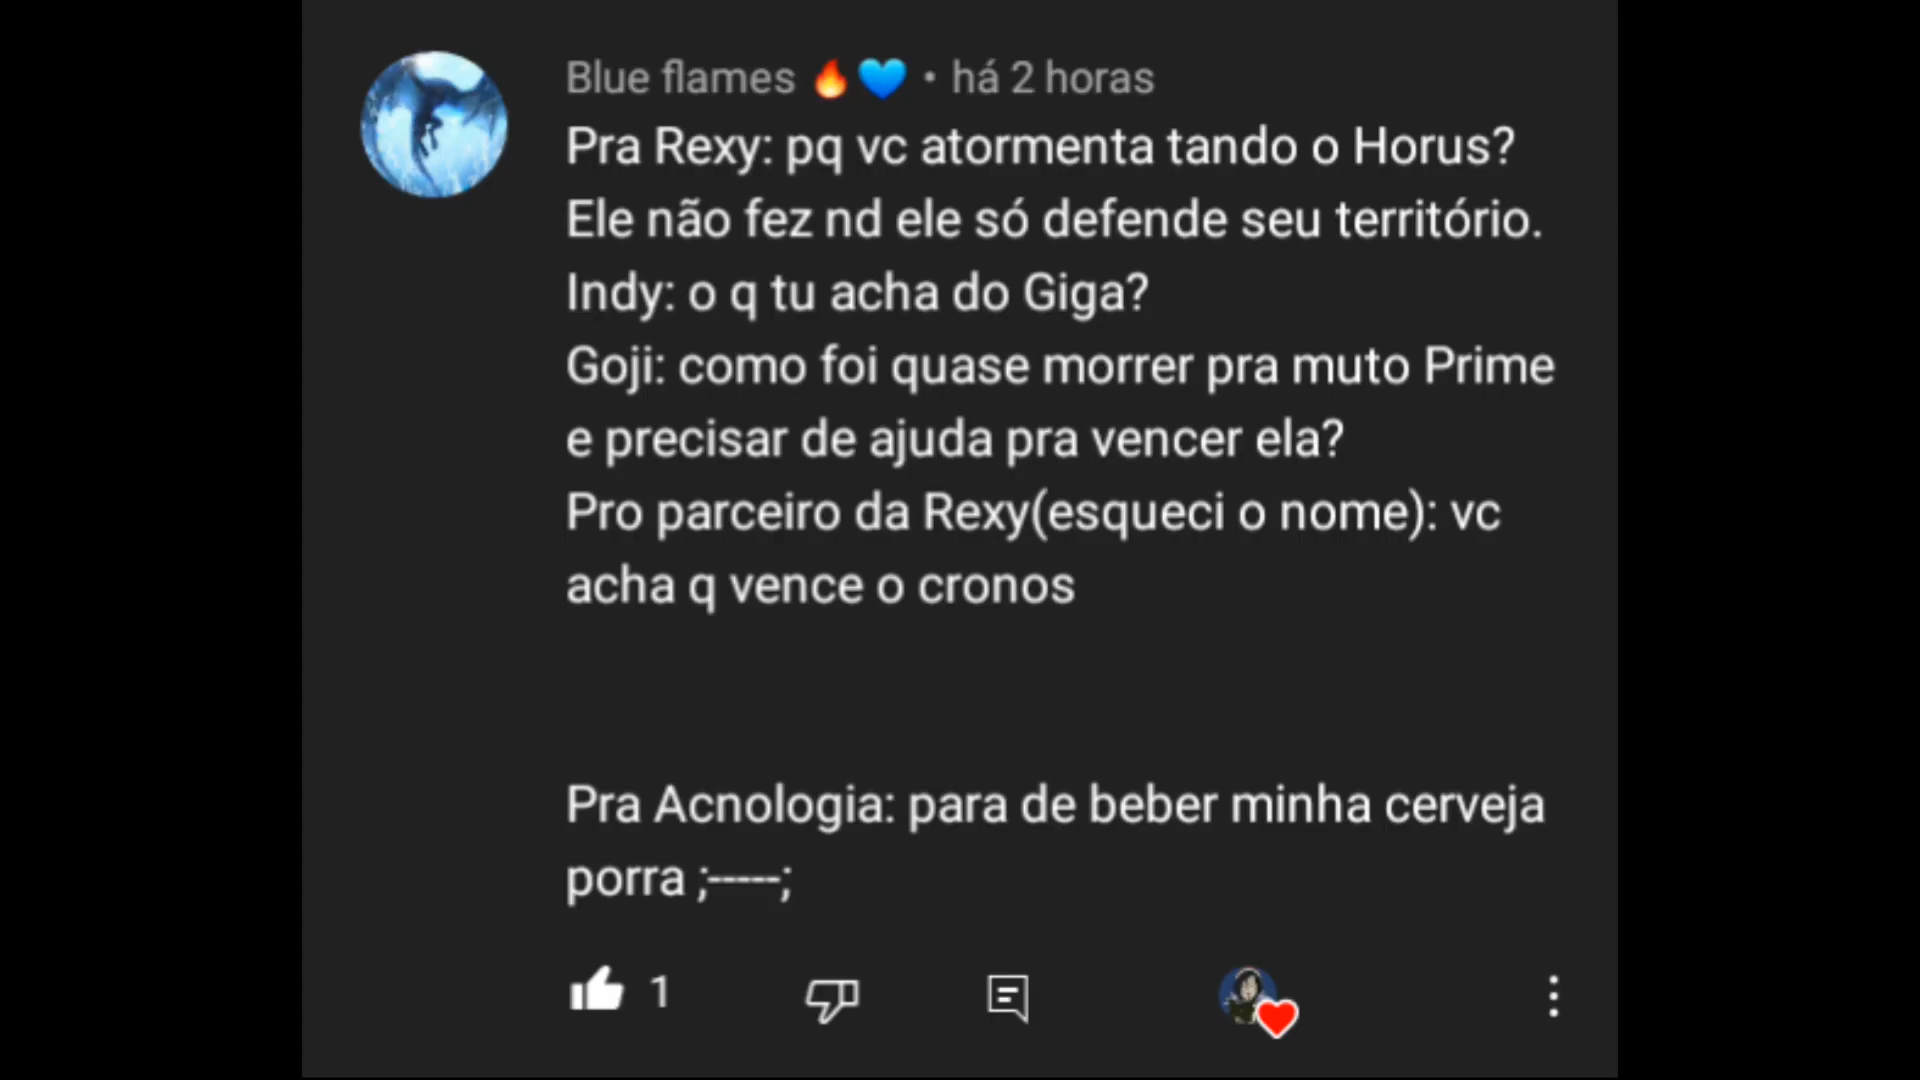 Blue flames 🔥💙 • há 2 horas
Pra Rexy: pq vc atormenta tando o Horus?
Ele não fez nd ele só defende seu território.
Indy: o q tu acha do Giga?
Goji: como foi quase morrer pra muto Prime
e precisar de ajuda pra vencer ela?
Pro parceiro da Rexy(esqueci o nome): vc
acha q vence o cronos
Pra Acnologia: para de beber minha cerveja
porra ;-----;
1